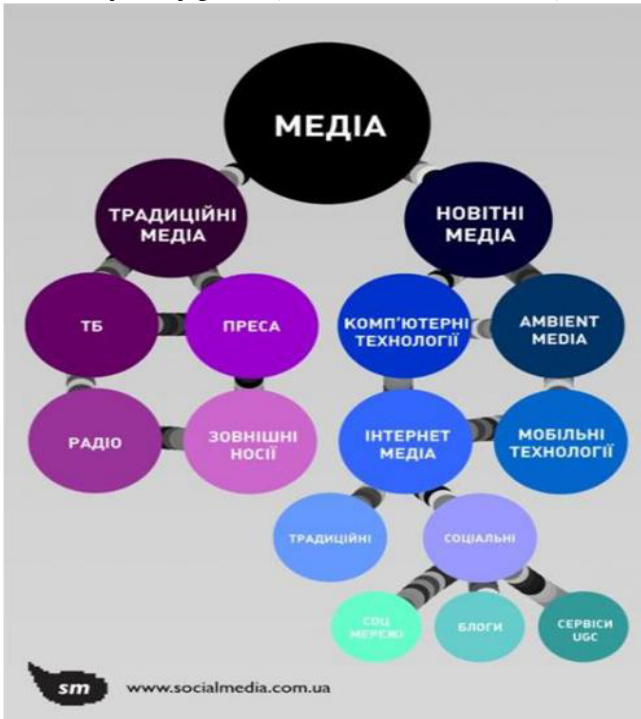 МЕДІА
ТРАДИЦІЙНІ
МЕДІА
НОВІТНІ
МЕДІА
ТБ
ПРЕСА
КОМП'ЮТЕРНІ
ТЕХНОЛОГІЇ
AMBIENT
MEDIA
РАДІО
ЗОВНІШНІ
НОСІЇ
ІНТЕРНЕТ
МЕДІА
МОБІЛЬНІ
ТЕХНОЛОГІЇ
ТРАДИЦІЙНІ
СОЦІАЛЬНІ
СОЦ
МЕРЕЖІ
БЛОГИ
СЕРВІСИ
UGC
sm
www.socialmedia.com.ua